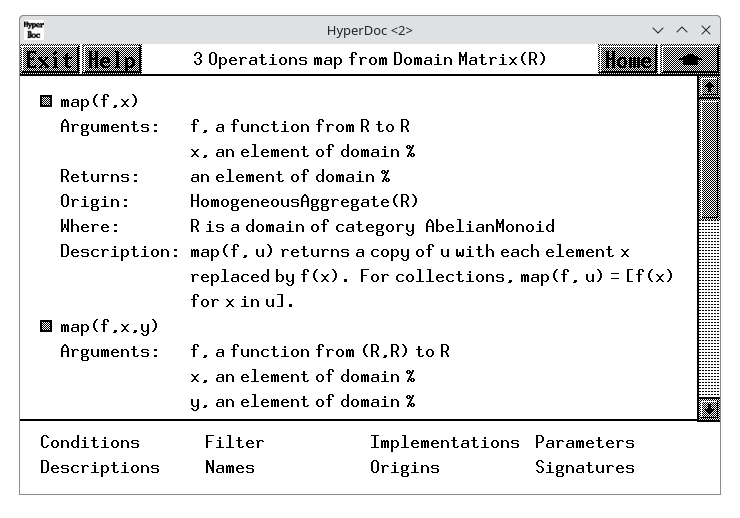 Hyper
Doc
HyperDoc <2>
Exit Help 3 Operations map from Domain Matrix(R) Home
map(f,x)
Arguments: f, a function from R to R
x, an element of domain %
Returns: an element of domain %
Origin: HomogeneousAggregate(R)
Where: R is a domain of category AbelianMonoid
Description: map(f, u) returns a copy of u with each element x
replaced by f(x). For collections, map(f, u) = [f(x)
for x in u].
map(f,x,y)
Arguments: f, a function from (R,R) to R
x, an element of domain %
y, an element of domain %
Conditions Filter Implementations Parameters
Descriptions Names Origins Signatures